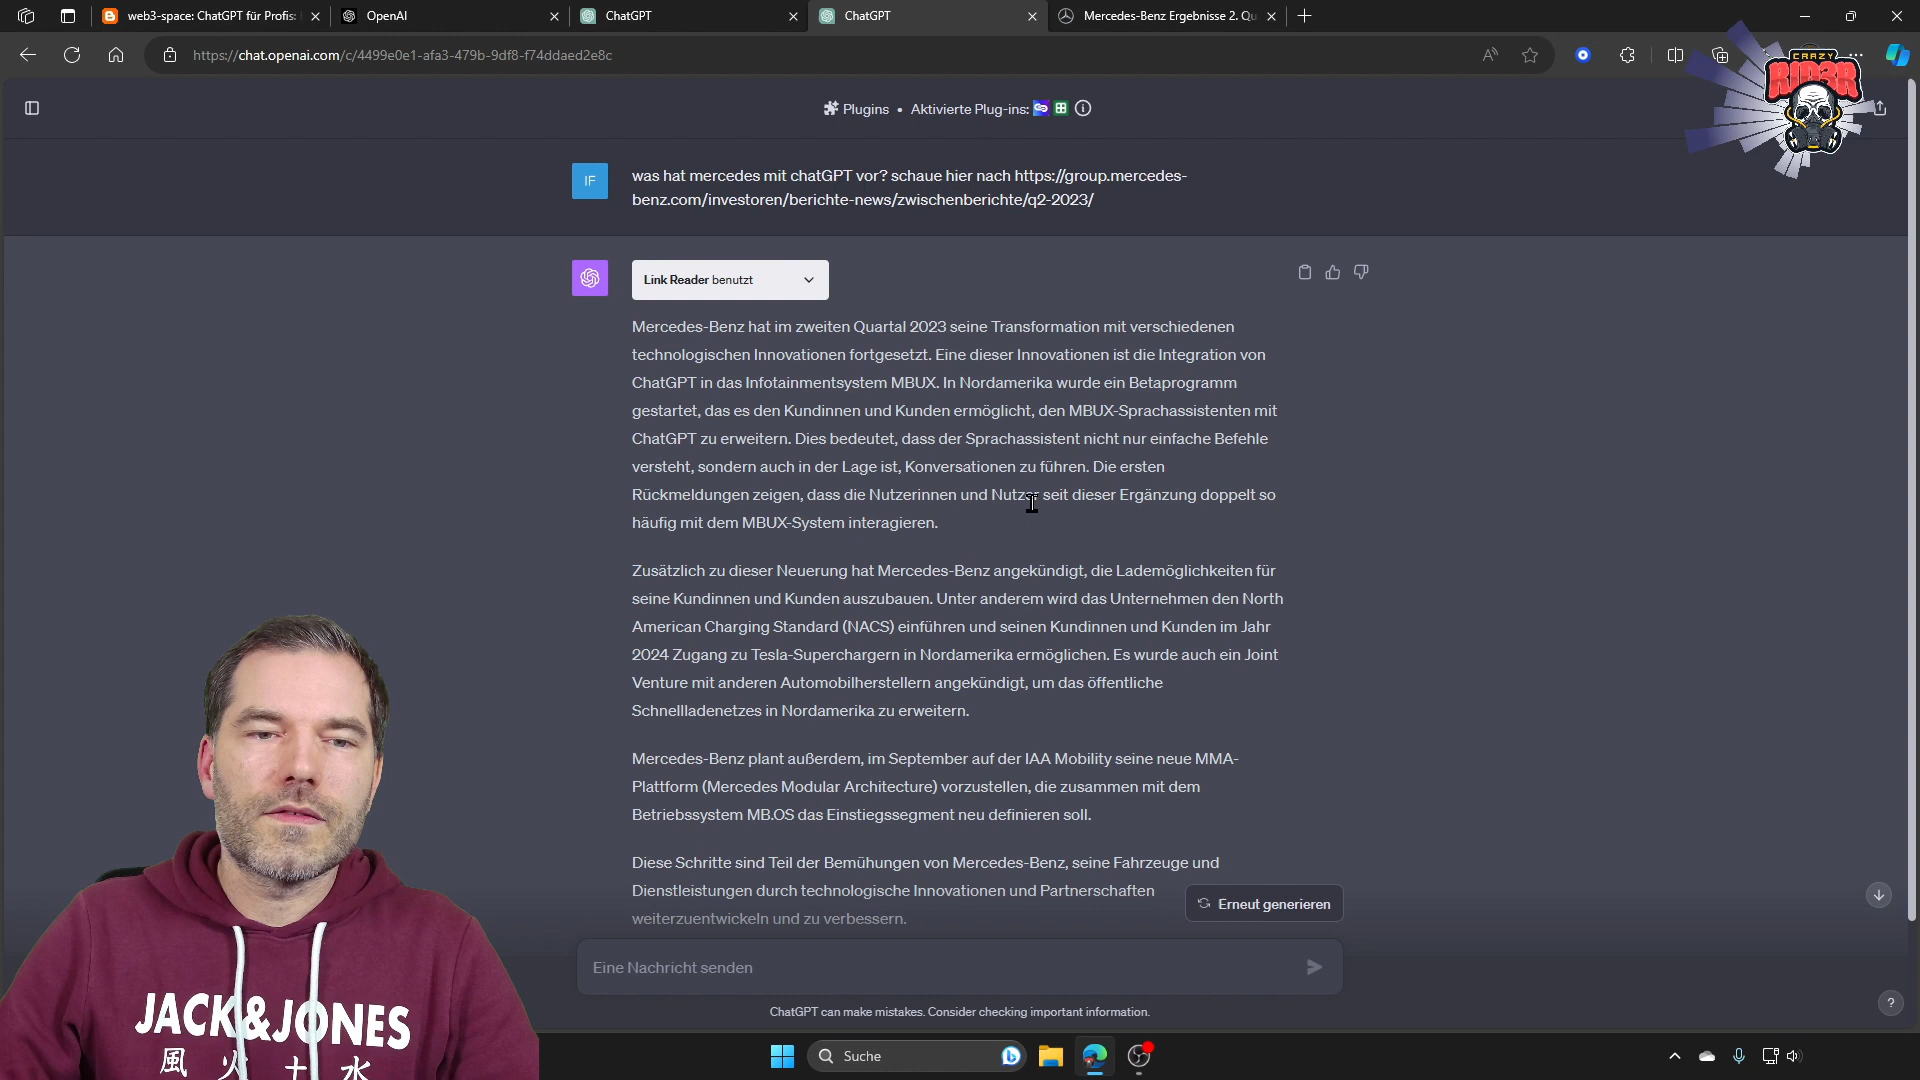 web3-space: ChatGPT für Profis:
OpenAI
ChatGPT
ChatGPT
Mercedes-Benz Ergebnisse 2. Qu
https://chat.openai.com/c/4499e0e1-afa3-479b-9df8-f74ddaed2e8c
CRAZY
RID3R
Plugins • Aktivierte Plug-ins:
IF
was hat mercedes mit chatGPT vor? schaue hier nach https://group.mercedes-
benz.com/investoren/berichte-news/zwischenberichte/q2-2023/
Link Reader benutzt
Mercedes-Benz hat im zweiten Quartal 2023 seine Transformation mit verschiedenen
technologischen Innovationen fortgesetzt. Eine dieser Innovationen ist die Integration von
ChatGPT in das Infotainmentsystem MBUX. In Nordamerika wurde ein Betaprogramm
gestartet, das es den Kundinnen und Kunden ermöglicht, den MBUX-Sprachassistenten mit
ChatGPT zu erweitern. Dies bedeutet, dass der Sprachassistent nicht nur einfache Befehle
versteht, sondern auch in der Lage ist, Konversationen zu führen. Die ersten
Rückmeldungen zeigen, dass die Nutzerinnen und Nutzer seit dieser Ergänzung doppelt so
häufig mit dem MBUX-System interagieren.
Zusätzlich zu dieser Neuerung hat Mercedes-Benz angekündigt, die Lademöglichkeiten für
seine Kundinnen und Kunden auszubauen. Unter anderem wird das Unternehmen den North
American Charging Standard (NACS) einführen und seinen Kundinnen und Kunden im Jahr
2024 Zugang zu Tesla-Superchargern in Nordamerika ermöglichen. Es wurde auch ein Joint
Venture mit anderen Automobilherstellern angekündigt, um das öffentliche
Schnellladenetzes in Nordamerika zu erweitern.
Mercedes-Benz plant außerdem, im September auf der IAA Mobility seine neue MMA-
Plattform (Mercedes Modular Architecture) vorzustellen, die zusammen mit dem
Betriebssystem MB.OS das Einstiegssegment neu definieren soll.
Diese Schritte sind Teil der Bemühungen von Mercedes-Benz, seine Fahrzeuge und
Dienstleistungen durch technologische Innovationen und Partnerschaften
weiterzuentwickeln und zu verbessern.
Erneut generieren
Eine Nachricht senden
ChatGPT can make mistakes. Consider checking important information.
?
JACK&JONES
風 火 土 水
Suche